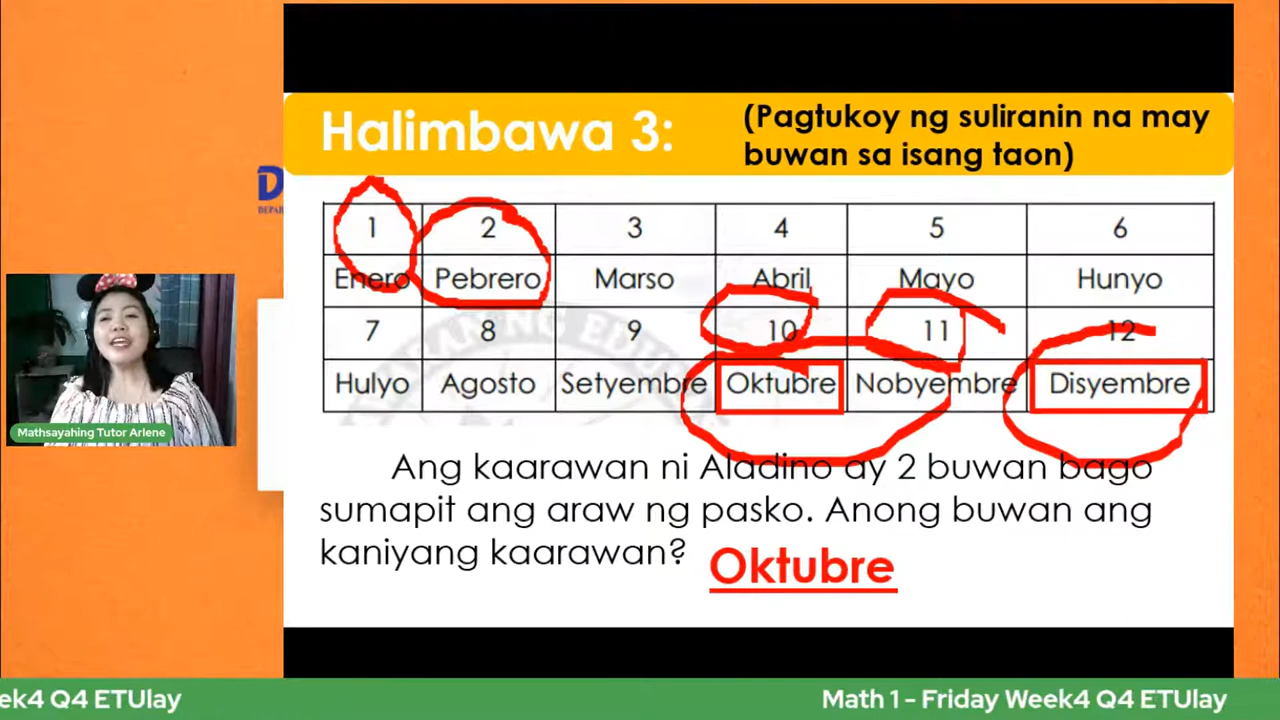 Halimbawa 3:
(Pagtukoy ng suliranin na may
buwan sa isang taon)
1 2 3 4 5 6
Enero Pebrero Marso Abril Mayo Hunyo
7 8 9 10 11 12
Hulyo Agosto Setyembre Oktubre Nobyembre Disyembre
Ang kaarawan ni Aladino ay 2 buwan bago
sumapit ang araw ng pasko. Anong buwan ang
kaniyang kaarawan? Oktubre
Mathsayahing Tutor Arlene
ek4 Q4 ETUlay
Math 1 - Friday Week4 Q4 ETUlay